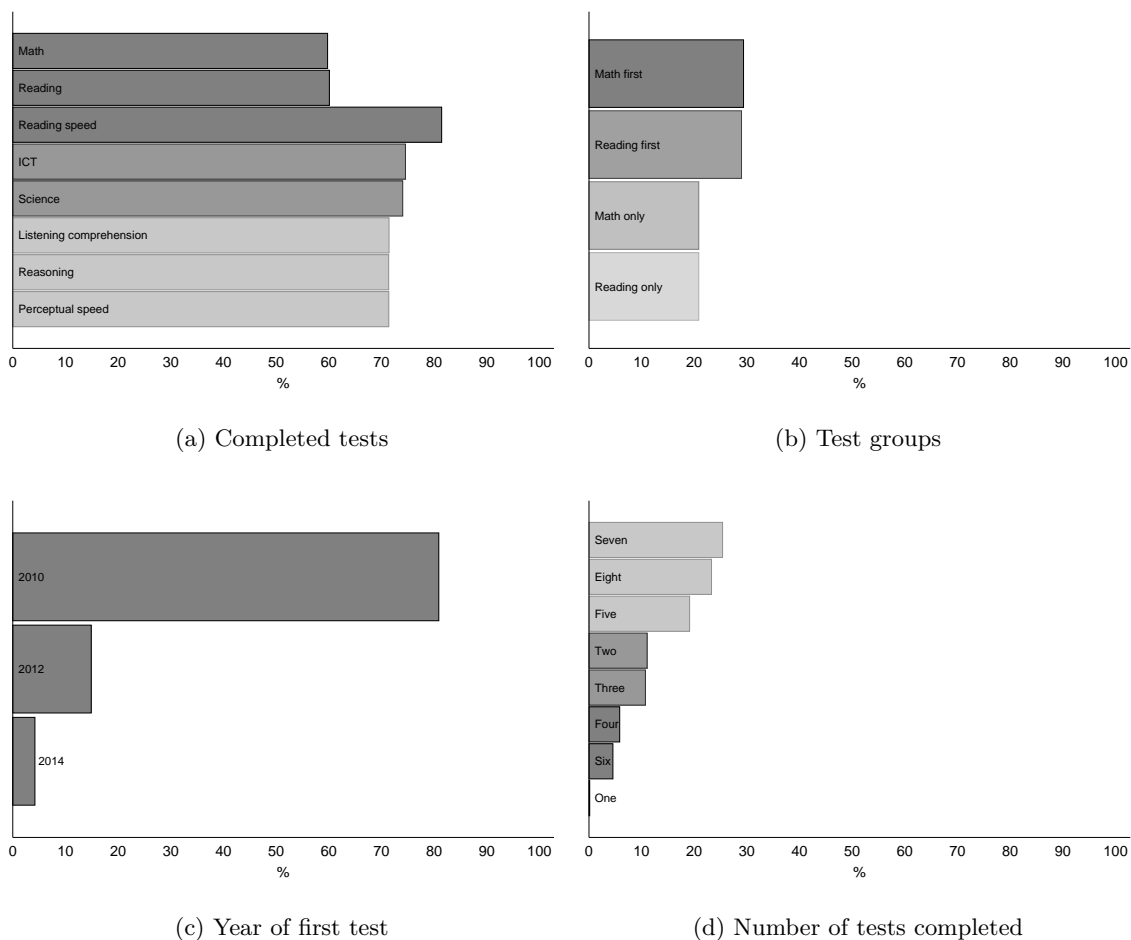 Math
Reading
Reading speed
ICT
Science
Listening comprehension
Reasoning
Perceptual speed
0 10 20 30 40 50 60 70 80 90 100
%
(a) Completed tests
Math first
Reading first
Math only
Reading only
0 10 20 30 40 50 60 70 80 90 100
%
(b) Test groups
2010
2012
2014
0 10 20 30 40 50 60 70 80 90 100
%
(c) Year of first test
Seven
Eight
Five
Two
Three
Four
Six
One
0 10 20 30 40 50 60 70 80 90 100
%
(d) Number of tests completed